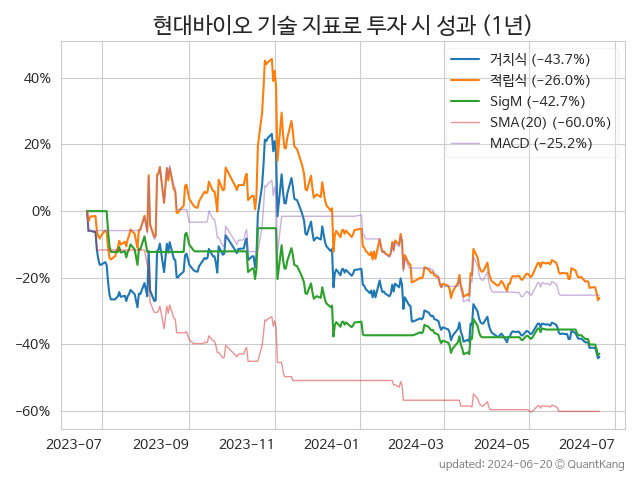 현대바이오 기술 지표로 투자 시 성과 (1년)
거치식 (−43.7%)
적립식 (−26.0%)
SigM (−42.7%)
SMA(20) (−60.0%)
MACD (−25.2%)
40%
20%
0%
−20%
−40%
−60%
2023-07 2023-09 2023-11 2024-01 2024-03 2024-05 2024-07
updated: 2024-06-20 © QuantKang